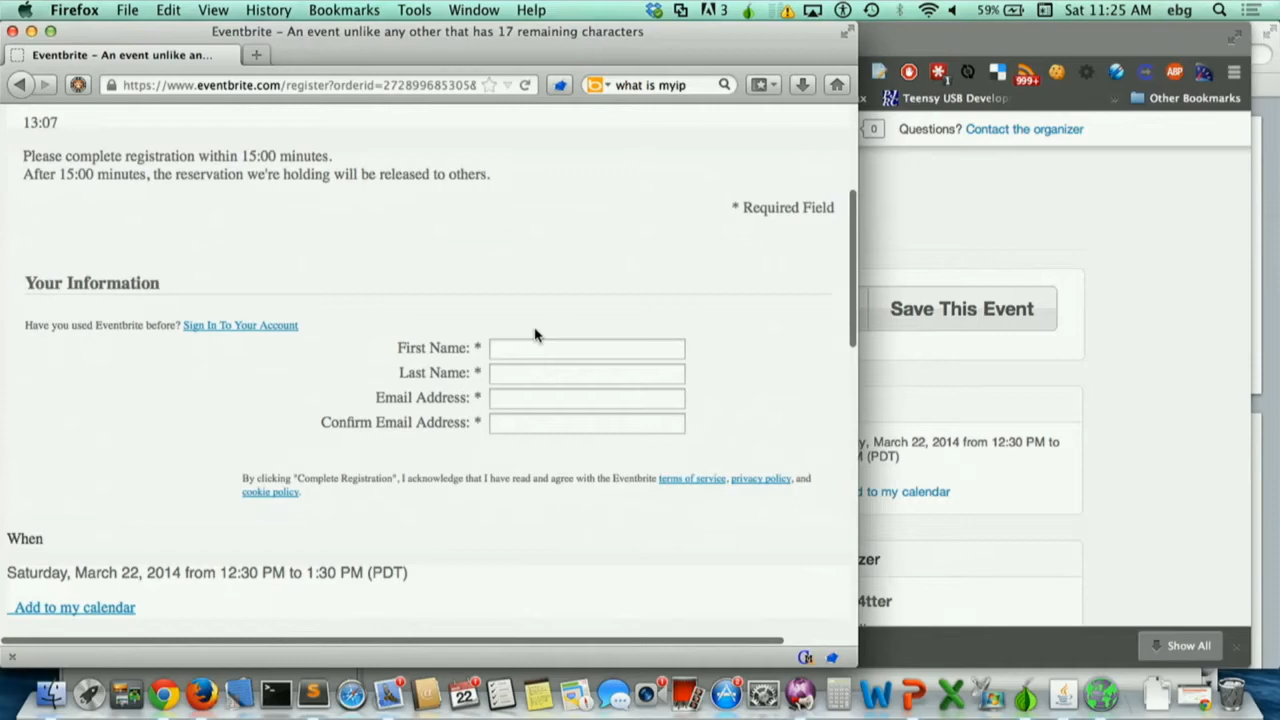 Firefox File Edit View History Bookmarks Tools Window Help
3 59% Sat 11:25 AM ebg
Eventbrite – An event unlike any other that has 17 remaining characters
Eventbrite – An event unlike an...
https://www.eventbrite.com/register?orderid=272899685305&
what is myip
999+
ABP
Teensy USB Develop
Other Bookmarks
13:07
0 Questions? Contact the organizer
Please complete registration within 15:00 minutes.
After 15:00 minutes, the reservation we're holding will be released to others.
* Required Field
Your Information
Save This Event
Have you used Eventbrite before? Sign In To Your Account
First Name: *
Last Name: *
Email Address: *
Confirm Email Address: *
y, March 22, 2014 from 12:30 PM to
(PDT)
d to my calendar
By clicking "Complete Registration", I acknowledge that I have read and agree with the Eventbrite terms of service, privacy policy, and
cookie policy.
When
Saturday, March 22, 2014 from 12:30 PM to 1:30 PM (PDT)
Add to my calendar
zer
4tter
Show All
22